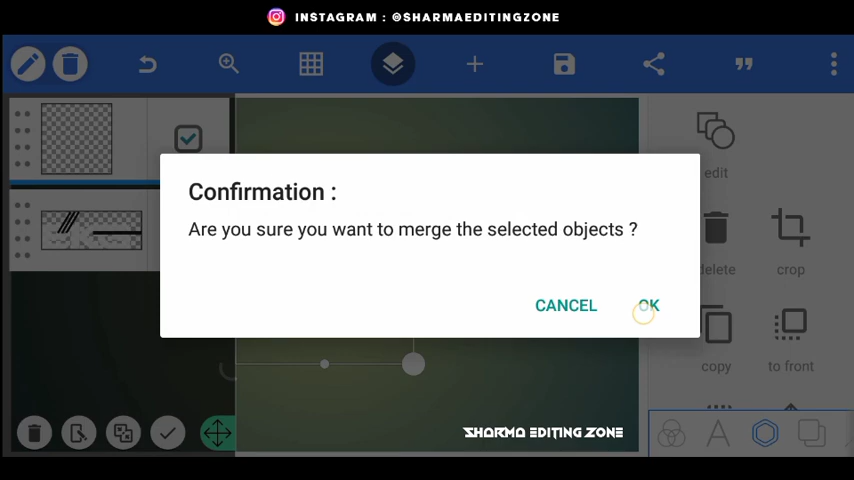 INSTAGRAM : @SHARMAEDITINGZONE
edit
Confirmation :
Are you sure you want to merge the selected objects ?
delete
crop
CANCEL
OK
copy
to front
SHARMA EDITING ZONE